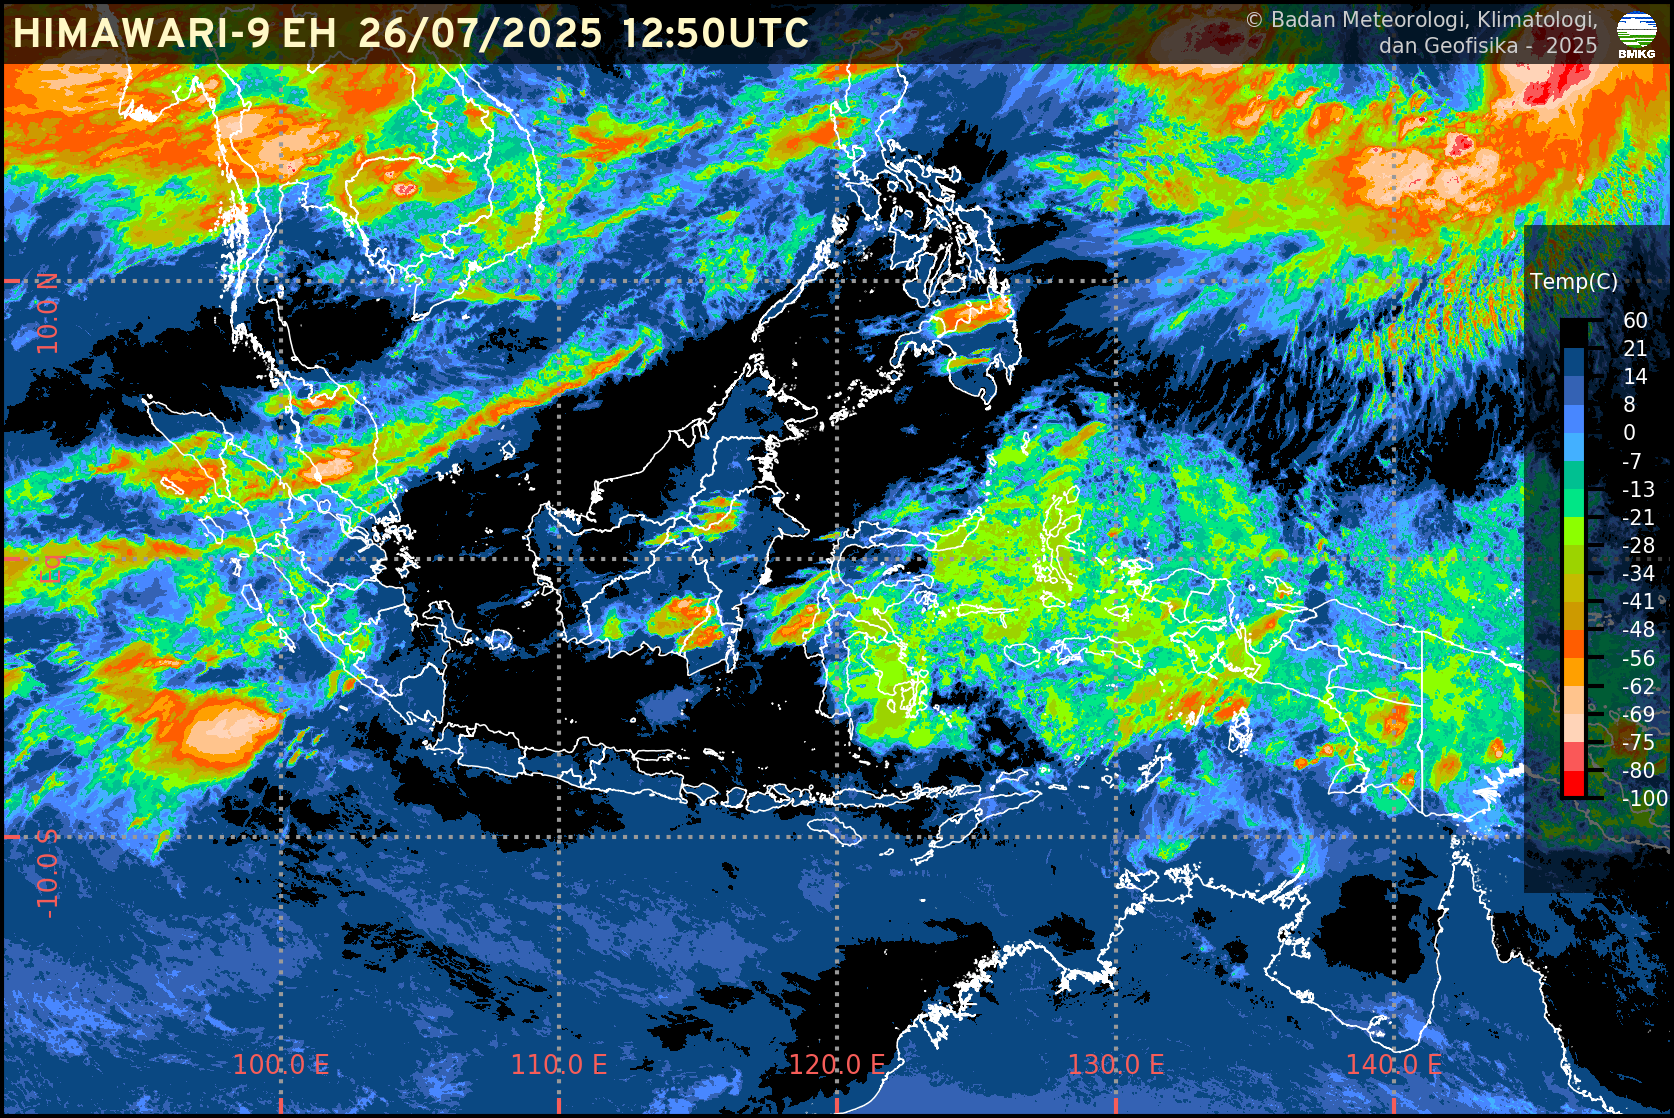 HIMAWARI-9 EH 26/07/2025 12:50UTC
© Badan Meteorologi, Klimatologi,
dan Geofisika - 2025
BMKG
Temp(C)
60
21
14
8
0
-7
-13
-21
-28
-34
-41
-48
-56
-62
-69
-75
-80
-100
10.0 N
Eq
-10.0 S
100.0 E
110.0 E
120.0 E
130.0 E
140.0 E